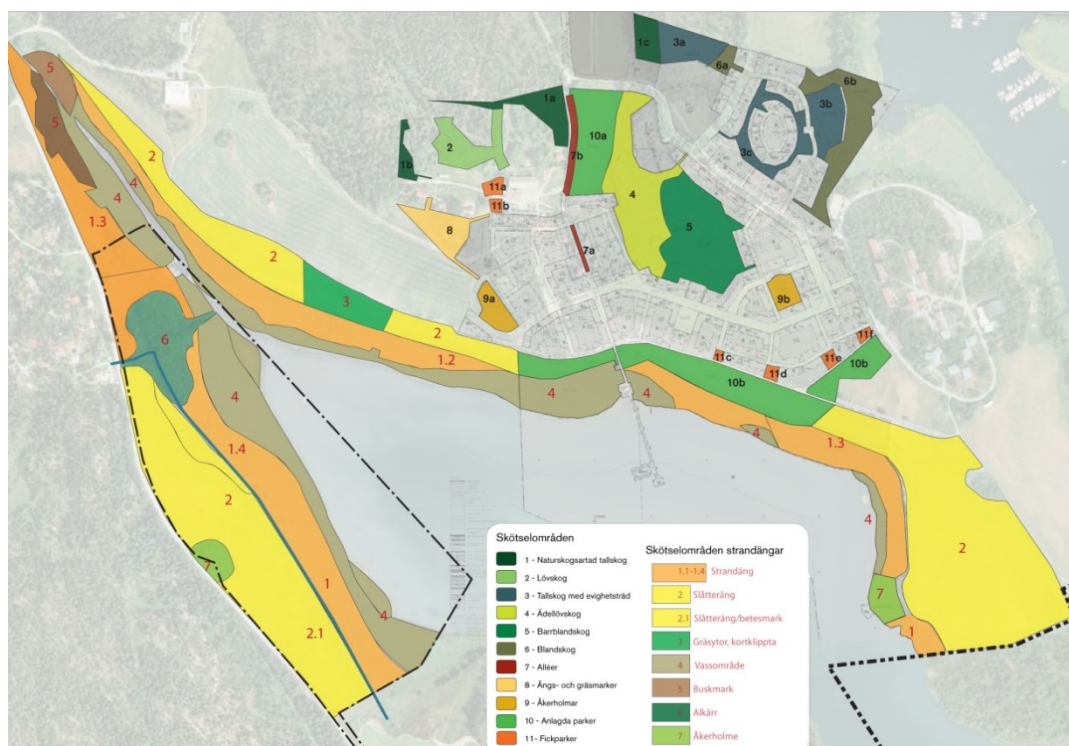 1c
3a
6a
6b
3b
3c
1a
1b
2
7b
10a
4
5
11a
11b
8
7a
9a
9b
11c
11d
11e
11f
10b
10b
5
5
2
4
4
1.3
2
3
2
6
1.2
4
4
4
1.3
4
1.4
2
4
7
1
4
2.1
2
7
1
Skötselområden
1 - Naturskogsartad tallskog
2 - Lövskog
3 - Tallskog med evighetsträd
4 - Ädellövskog
5 - Barrblandskog
6 - Blandskog
7 - Alléer
8 - Ängs- och gräsmarker
9 - Åkerholmar
10 - Anlagda parker
11- Fickparker
Skötselområden strandängar
1.1-1.4 Strandäng
2 Slåtteräng
2.1 Slåtteräng/betesmark
3 Gräsytor, kortklippta
4 Vassområde
5 Buskmark
6 Alkärr
7 Åkerholme